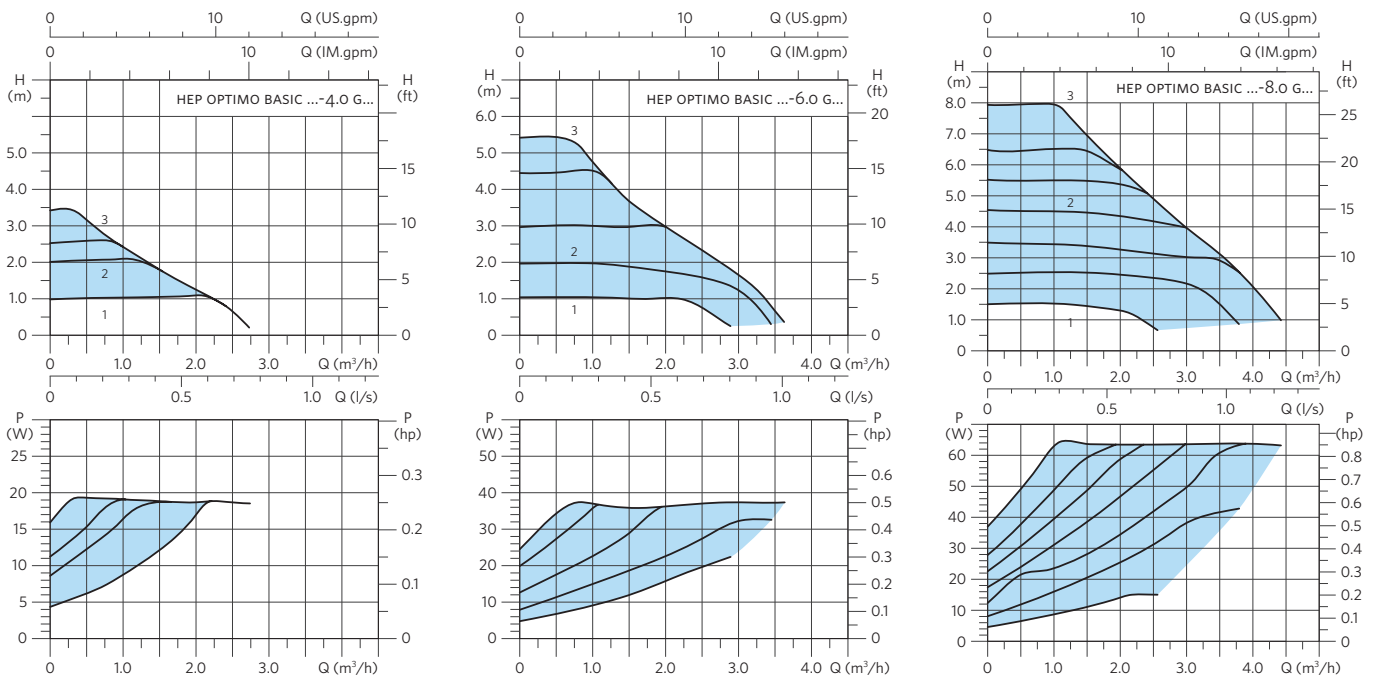 0 10 Q (US.gpm)
0 10 Q (IM.gpm)
H (m) H (ft)
HEP OPTIMO BASIC ...-4.0 G...
6.0
5.0 15
4.0
3.0 10
2.0 5
1.0
0 0
3
2
1
0 1.0 2.0 3.0 Q (m³/h)
0 0.5 1.0 Q (l/s)
P (W) P (hp)
25
20 0.3
15 0.2
10 0.1
5
0 0
0 1.0 2.0 3.0 Q (m³/h)
0 10 Q (US.gpm)
0 10 Q (IM.gpm)
H (m) H (ft)
HEP OPTIMO BASIC ...-6.0 G...
6.0 20
5.0 15
4.0
3.0 10
2.0 5
1.0
0 0
3
2
1
0 1.0 2.0 3.0 4.0 Q (m³/h)
0 0.5 1.0 Q (l/s)
P (W) P (hp)
50 0.6
40 0.5
30 0.4
20 0.3
10 0.2
0 0.1
0
0 1.0 2.0 3.0 4.0 Q (m³/h)
0 10 Q (US.gpm)
0 10 Q (IM.gpm)
H (m) H (ft)
HEP OPTIMO BASIC ...-8.0 G...
8.0 25
7.0
6.0 20
5.0 15
4.0
3.0 10
2.0 5
1.0
0 0
3
2
1
0 1.0 2.0 3.0 4.0 Q (m³/h)
0 0.5 1.0 Q (l/s)
P (W) P (hp)
60 0.8
50 0.7
40 0.6
30 0.5
20 0.4
10 0.3
0 0.2
0.1
0
0 1.0 2.0 3.0 4.0 Q (m³/h)